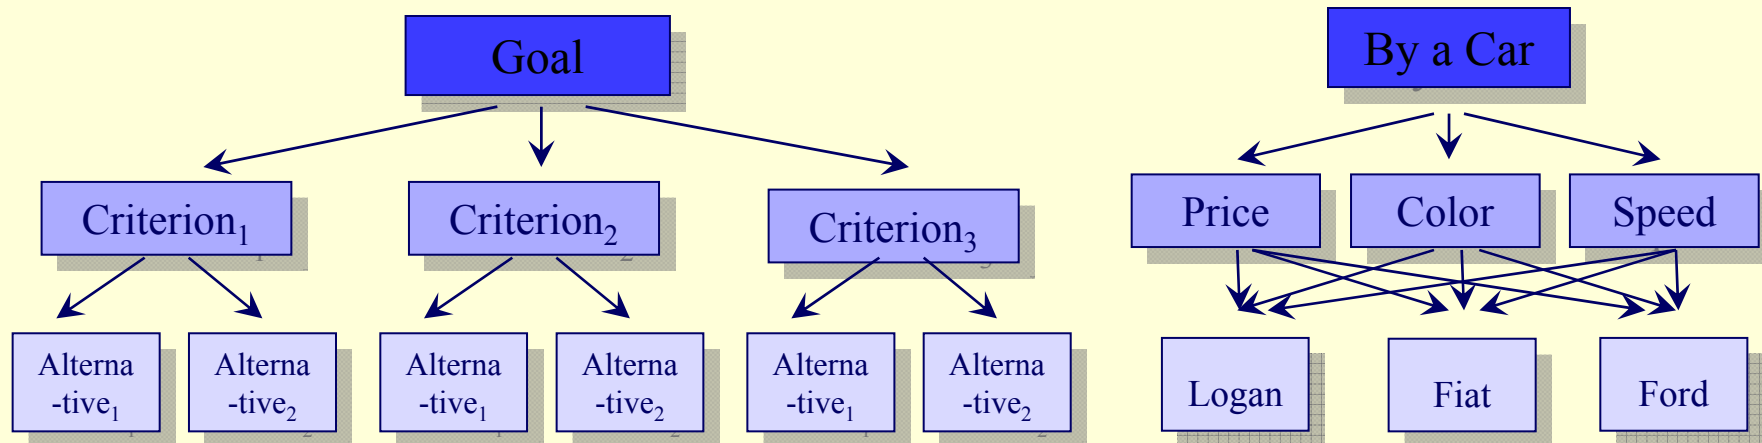 Goal
By a Car
Criterion₁
Criterion₂
Criterion₃
Price
Color
Speed
Alterna
-tive₁
Alterna
-tive₂
Alterna
-tive₁
Alterna
-tive₂
Alterna
-tive₁
Alterna
-tive₂
Logan
Fiat
Ford